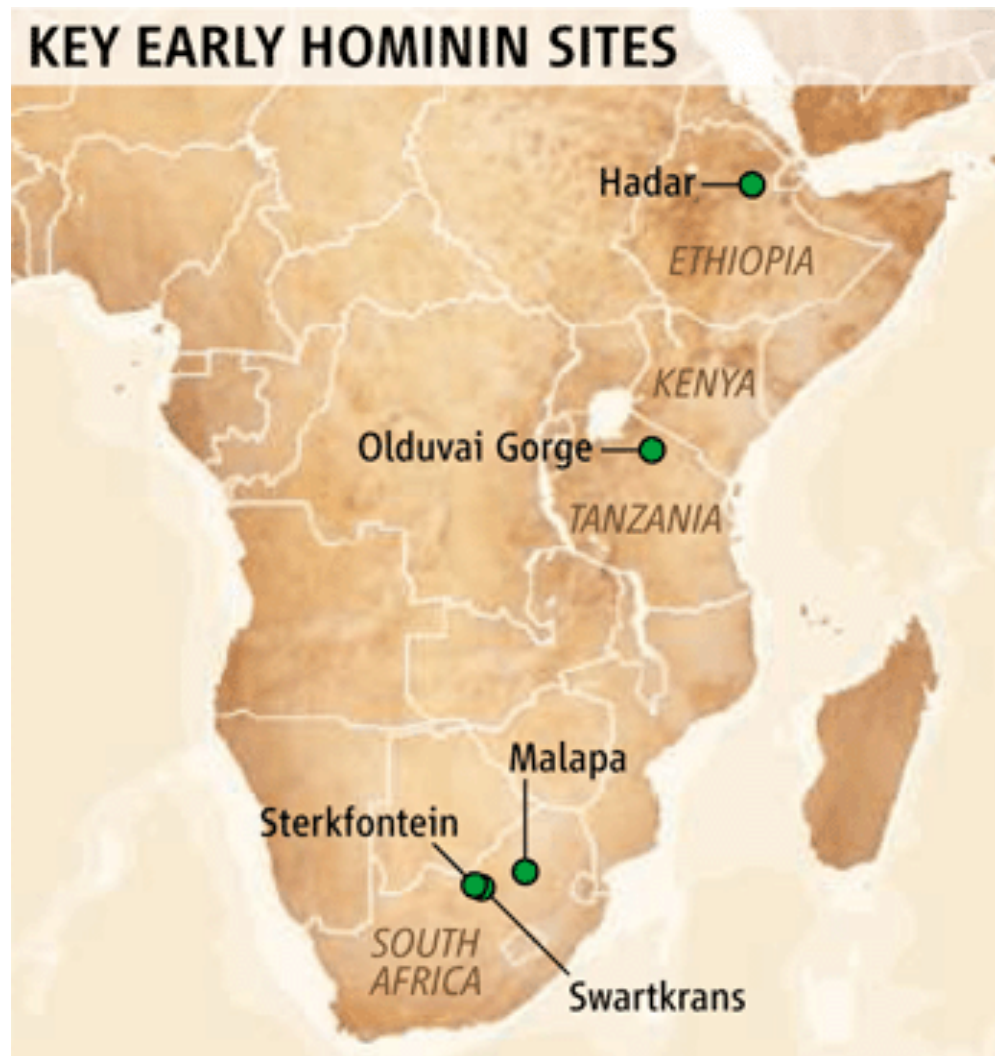 KEY EARLY HOMININ SITES
Hadar
ETHIOPIA
KENYA
Olduvai Gorge
TANZANIA
Malapa
Sterkfontein
SOUTH
AFRICA
Swartkrans